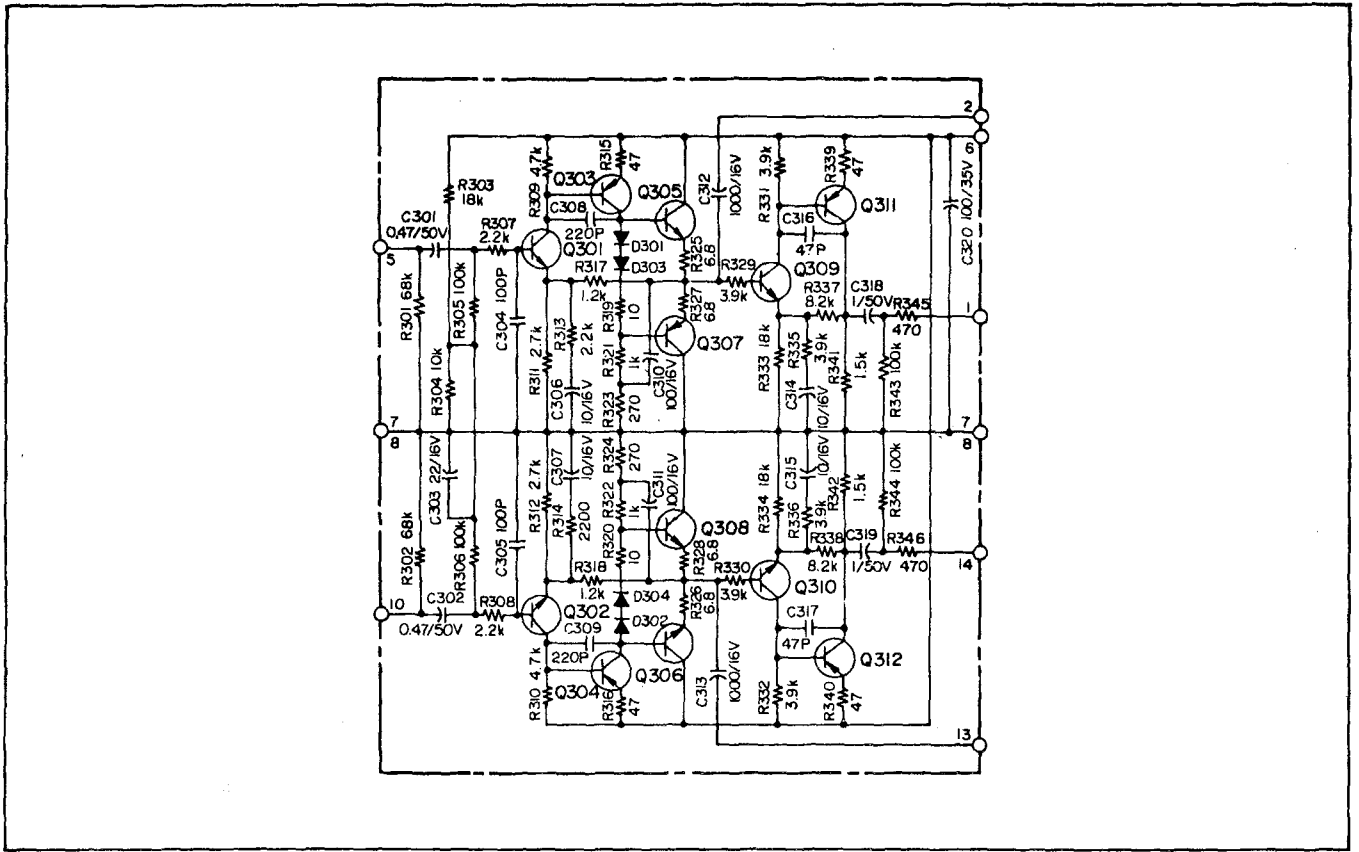 2
6
R303
18k
4.7k
R309
Q303
R315
47
C308
220P
Q305
C312
1000/16V
3.9k
R331
C316
47P
R339
47
Q311
C320 100/35V
C301
0.47/50V
R307
2.2k
Q301
D301
D303
R325
6.8
R329
3.9k
Q309
R337
8.2k
C318
1/50V
R345
470
5
1
R301 68k
R305 100k
C304 100P
R317
1.2k
R319
10
R327
6.8
R304 10k
R311 2.7k
R313
2.2k
C306
10/16V
R321
1k
R323
270
C310
100/16V
Q307
R333 18k
R335
3.9k
C314
10/16V
R341
1.5k
R343 100k
7
8
7
8
C303 22/16V
R302 68k
R306 100k
C305 100P
R312 2.7k
C307
10/16V
R314
2200
R324
270
R322
1k
R320
10
C311
100/16V
Q308
R334 18k
C315
10/16V
R336
3.9k
R342
1.5k
R344 100k
C302
0.47/50V
R308
2.2k
R318
1.2k
R328
6.8
R326
6.8
R330
3.9k
Q310
R338
8.2k
C319
1/50V
R346
470
10
14
Q302
C309
220P
D304
D302
R310 4.7k
Q304
R316
47
Q306
C313
1000/16V
C317
47P
R332
3.9k
R340
47
Q312
13